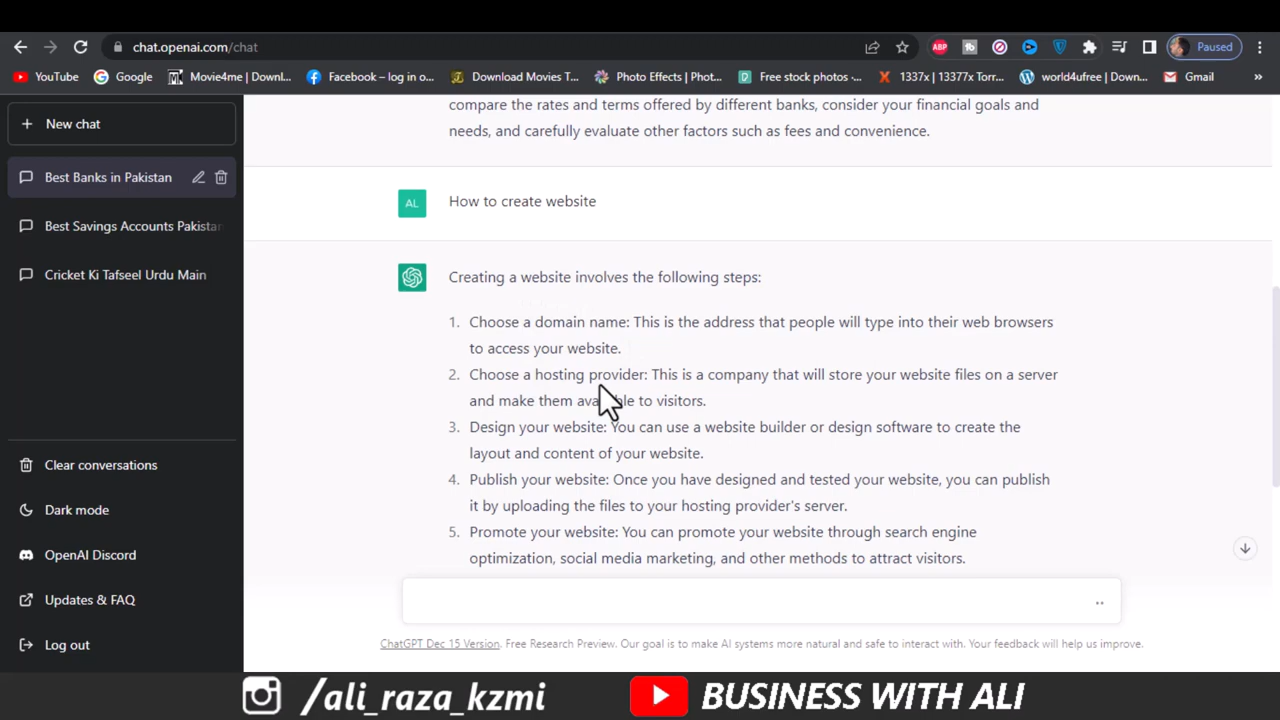 chat.openai.com/chat
ABP
Paused
YouTube
Google
Movie4me | Downl...
Facebook – log in o...
Download Movies T...
Photo Effects | Phot...
Free stock photos ·...
1337x | 13377x Torr...
world4ufree | Down...
Gmail
»
+ New chat
Best Banks in Pakistan
Best Savings Accounts Pakistan
Cricket Ki Tafseel Urdu Main
Clear conversations
Dark mode
OpenAI Discord
Updates & FAQ
Log out
compare the rates and terms offered by different banks, consider your financial goals and
needs, and carefully evaluate other factors such as fees and convenience.
AL
How to create website
Creating a website involves the following steps:
1. Choose a domain name: This is the address that people will type into their web browsers
to access your website.
2. Choose a hosting provider: This is a company that will store your website files on a server
and make them available to visitors.
3. Design your website: You can use a website builder or design software to create the
layout and content of your website.
4. Publish your website: Once you have designed and tested your website, you can publish
it by uploading the files to your hosting provider's server.
5. Promote your website: You can promote your website through search engine
optimization, social media marketing, and other methods to attract visitors.
··
ChatGPT Dec 15 Version. Free Research Preview. Our goal is to make AI systems more natural and safe to interact with. Your feedback will help us improve.
/ali_raza_kzmi
BUSINESS WITH ALI